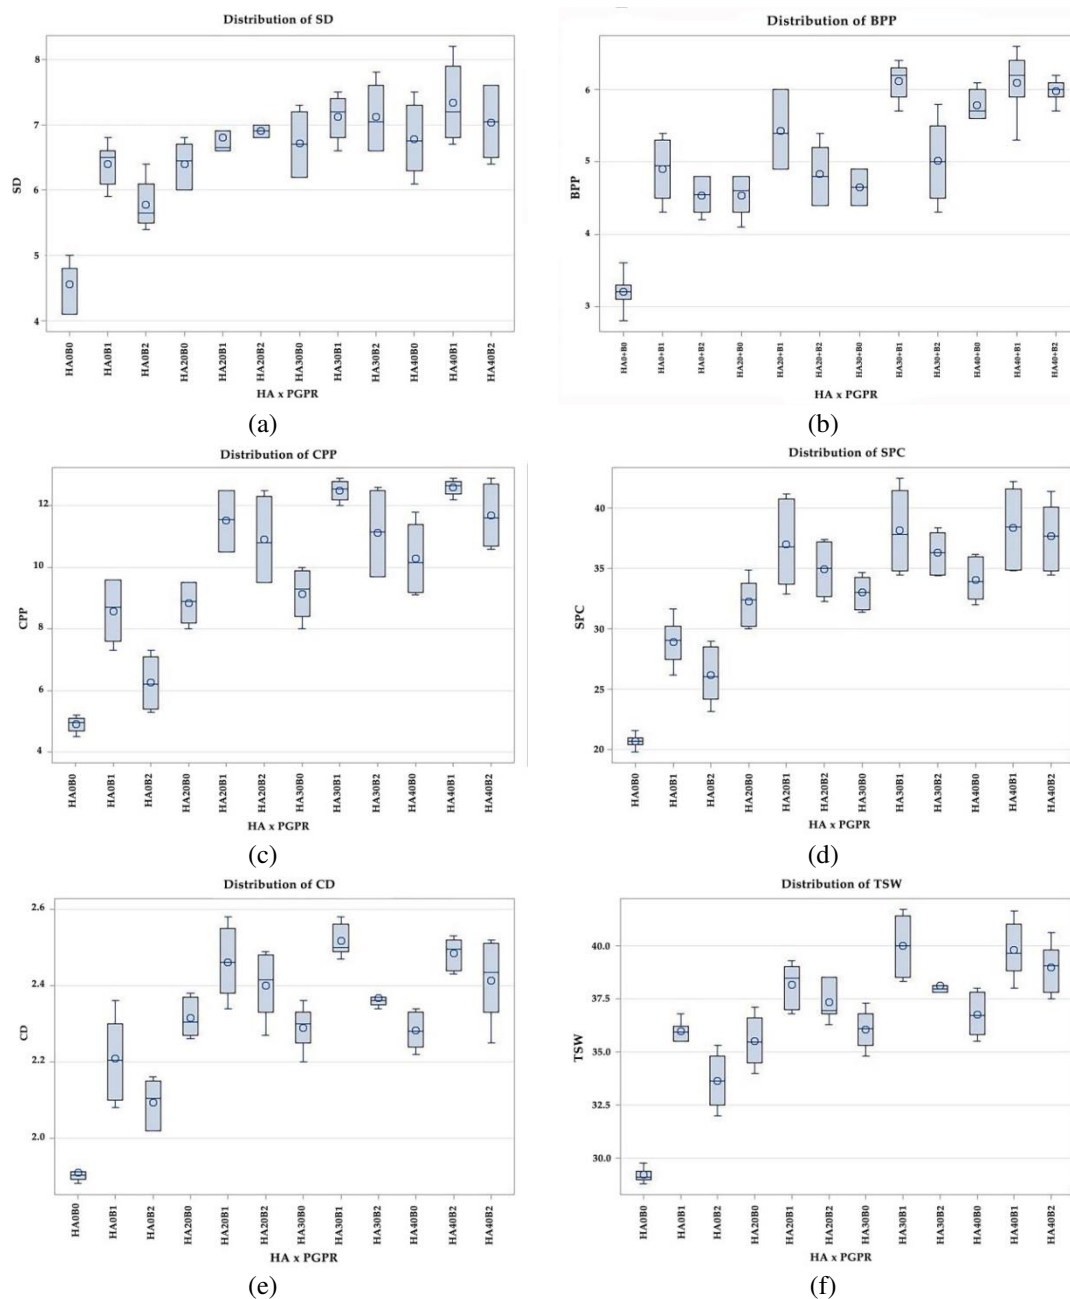 Distribution of SD
8
7
6
5
4
SD
HA0B0
HA0B1
HA0B2
HA20B0
HA20B1
HA20B2
HA30B0
HA30B1
HA30B2
HA40B0
HA40B1
HA40B2
HA x PGPR
(a)
Distribution of BPP
6
5
4
3
BPP
HA0+B0
HA0+B1
HA0+B2
HA20+B0
HA20+B1
HA20+B2
HA30+B0
HA30+B1
HA30+B2
HA40+B0
HA40+B1
HA40+B2
HA x PGPR
(b)
Distribution of CPP
12
10
8
6
4
CPP
HA0B0
HA0B1
HA0B2
HA20B0
HA20B1
HA20B2
HA30B0
HA30B1
HA30B2
HA40B0
HA40B1
HA40B2
HA x PGPR
(c)
Distribution of SPC
40
35
30
25
20
SPC
HA0B0
HA0B1
HA0B2
HA20B0
HA20B1
HA20B2
HA30B0
HA30B1
HA30B2
HA40B0
HA40B1
HA40B2
HA x PGPR
(d)
Distribution of CD
2.6
2.4
2.2
2.0
CD
HA0B0
HA0B1
HA0B2
HA20B0
HA20B1
HA20B2
HA30B0
HA30B1
HA30B2
HA40B0
HA40B2
HA40B2
HA x PGPR
(e)
Distribution of TSW
40.0
37.5
35.0
32.5
30.0
TSW
HA0B0
HA0B1
HA0B2
HA20B0
HA20B1
HA20B2
HA30B0
HA30B1
HA30B2
HA40B0
HA40B1
HA40B2
HA x PGPR
(f)